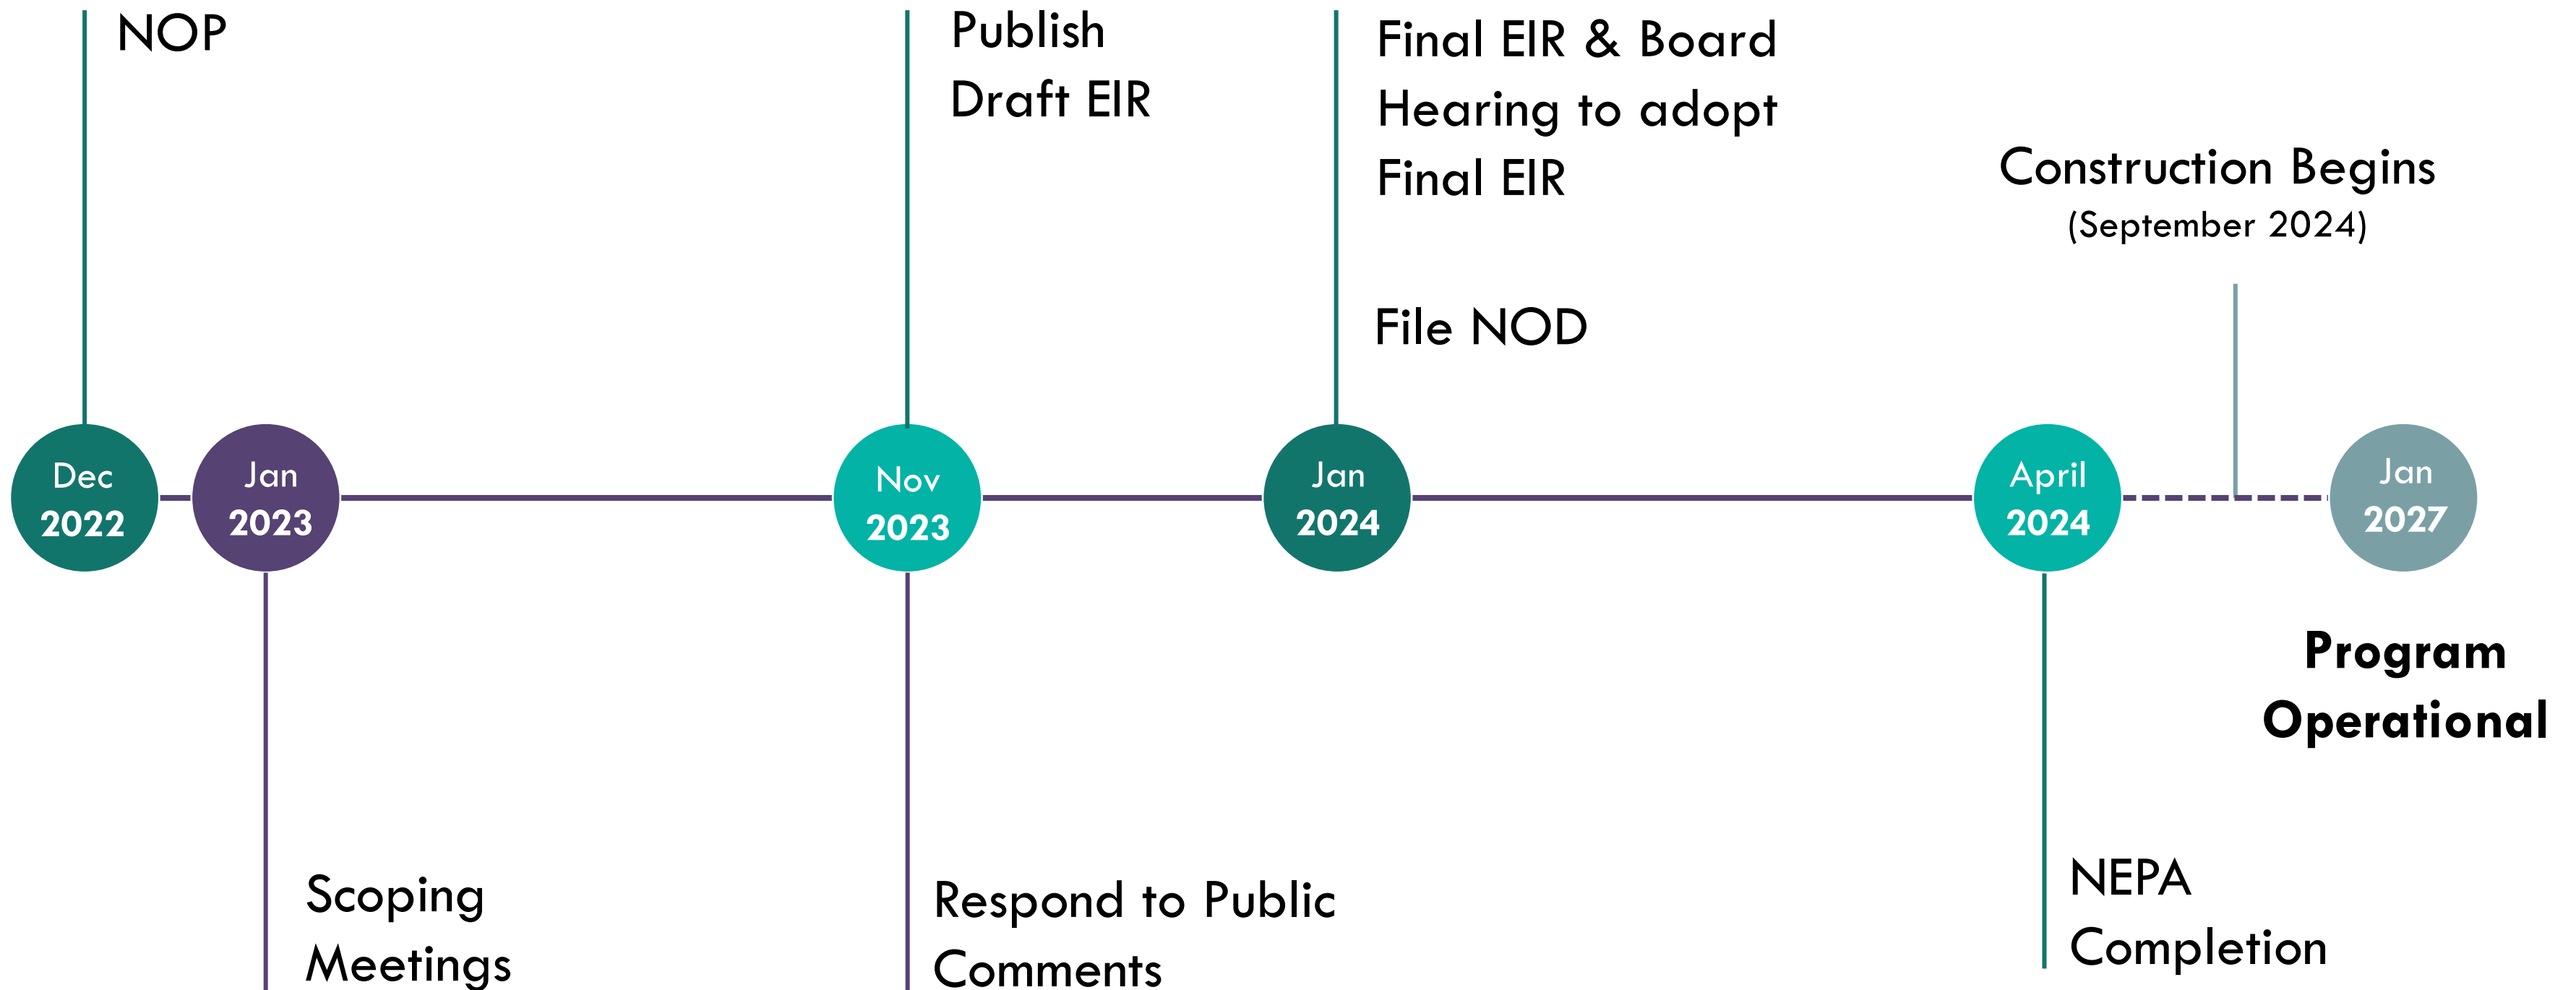 NOP
Publish
Draft EIR
Final EIR & Board
Hearing to adopt
Final EIR
File NOD
Construction Begins
(September 2024)
Dec
2022
Jan
2023
Nov
2023
Jan
2024
April
2024
Jan
2027
Program
Operational
Scoping
Meetings
Respond to Public
Comments
NEPA
Completion